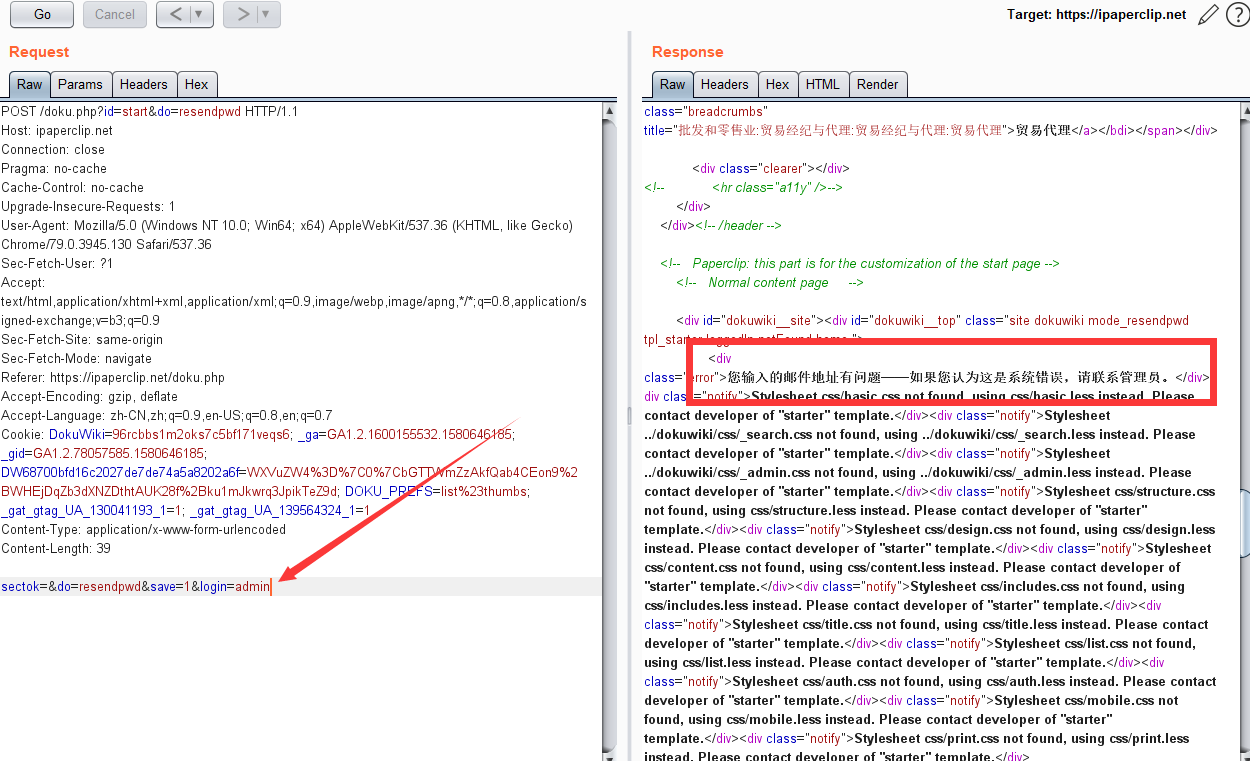 Go
Cancel
< ▼
> ▼
Target: https://ipaperclip.net
?
Request
Raw Params Headers Hex
POST /doku.php?id=start&do=resendpwd HTTP/1.1
Host: ipaperclip.net
Connection: close
Pragma: no-cache
Cache-Control: no-cache
Upgrade-Insecure-Requests: 1
User-Agent: Mozilla/5.0 (Windows NT 10.0; Win64; x64) AppleWebKit/537.36 (KHTML, like Gecko)
Chrome/79.0.3945.130 Safari/537.36
Sec-Fetch-User: ?1
Accept:
text/html,application/xhtml+xml,application/xml;q=0.9,image/webp,image/apng,*/*;q=0.8,application/s
igned-exchange;v=b3;q=0.9
Sec-Fetch-Site: same-origin
Sec-Fetch-Mode: navigate
Referer: https://ipaperclip.net/doku.php
Accept-Encoding: gzip, deflate
Accept-Language: zh-CN,zh;q=0.9,en-US;q=0.8,en;q=0.7
Cookie: DokuWiki=96rcbbs1m2oks7c5bf171veqs6; _ga=GA1.2.1600155532.1580646185;
_gid=GA1.2.78057585.1580646185;
DW68700bfd16c2027de7de74a5a8202a6f=WXVuZW4%3D%7C0%7CbGTTWmZzAkfQab4CEon9%2
BWHEjDqZb3dXNZDthtAUK28f%2Bku1mJkwrq3JpikTeZ9d; DOKU_PREFS=list%23thumbs;
_gat_gtag_UA_130041193_1=1; _gat_gtag_UA_139564324_1=1
Content-Type: application/x-www-form-urlencoded
Content-Length: 39
sectok=&do=resendpwd&save=1&login=admin
Response
Raw Headers Hex HTML Render
class="breadcrumbs"
title="批发和零售业:贸易经纪与代理:贸易经纪与代理:贸易代理">贸易代理</a></bdi></span></div>
<div class="clearer"></div>
<!-- <hr class="a11y" />-->
</div>
</div><!-- /header -->
<!-- Paperclip: this part is for the customization of the start page -->
<!-- Normal content page -->
<div id="dokuwiki__site"><div id="dokuwiki__top" class="site dokuwiki mode_resendpwd
tpl_starter loggedIn notFound home ">
<div
class="error">您输入的邮件地址有问题——如果您认为这是系统错误，请联系管理员。</div>
div class="notify">Stylesheet css/basic.css not found, using css/basic.less instead. Please
contact developer of "starter" template.</div><div class="notify">Stylesheet
../dokuwiki/css/_search.css not found, using ../dokuwiki/css/_search.less instead. Please
contact developer of "starter" template.</div><div class="notify">Stylesheet
../dokuwiki/css/_admin.css not found, using ../dokuwiki/css/_admin.less instead. Please
contact developer of "starter" template.</div><div class="notify">Stylesheet css/structure.css
not found, using css/structure.less instead. Please contact developer of "starter"
template.</div><div class="notify">Stylesheet css/design.css not found, using css/design.less
instead. Please contact developer of "starter" template.</div><div class="notify">Stylesheet
css/content.css not found, using css/content.less instead. Please contact developer of
"starter" template.</div><div class="notify">Stylesheet css/includes.css not found, using
css/includes.less instead. Please contact developer of "starter" template.</div><div
class="notify">Stylesheet css/title.css not found, using css/title.less instead. Please contact
developer of "starter" template.</div><div class="notify">Stylesheet css/list.css not found,
using css/list.less instead. Please contact developer of "starter" template.</div><div
class="notify">Stylesheet css/auth.css not found, using css/auth.less instead. Please contact
developer of "starter" template.</div><div class="notify">Stylesheet css/mobile.css not
found, using css/mobile.less instead. Please contact developer of "starter"
template.</div><div class="notify">Stylesheet css/print.css not found, using css/print.less
instead. Please contact developer of "starter" template.</div>